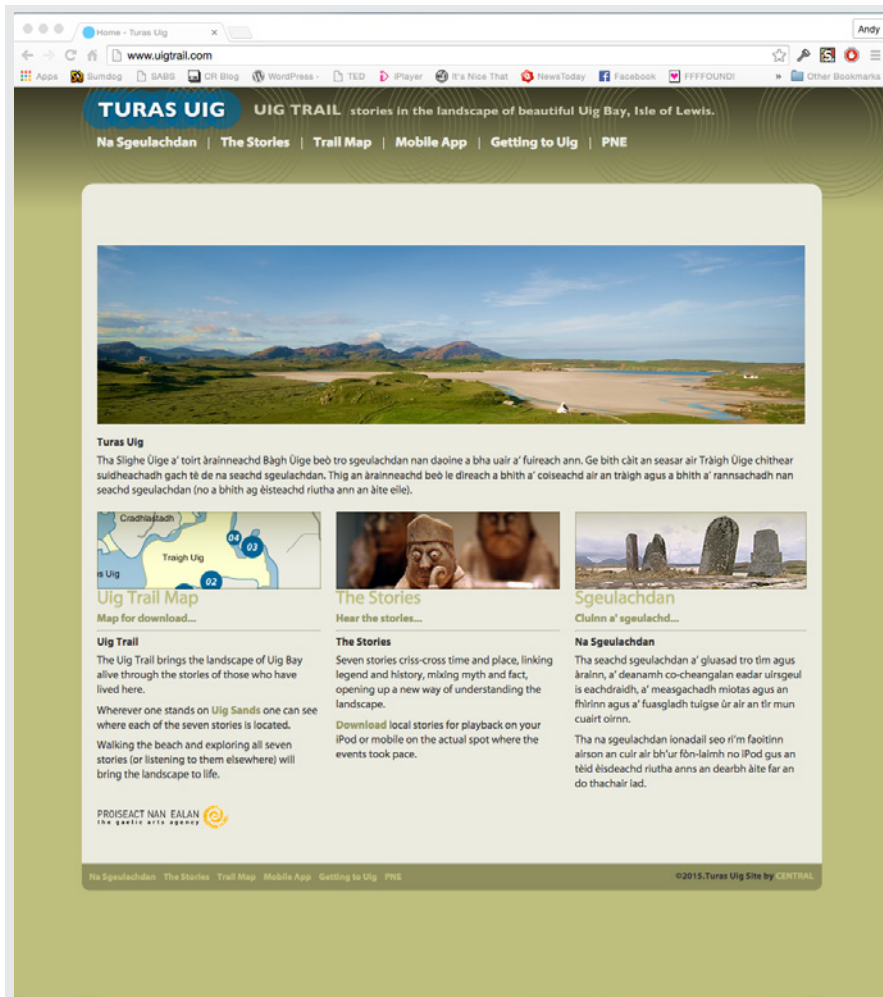 Home - Turas Uig
Andy
www.uigtrail.com
Apps Sumdog SABS CR Blog WordPress - TED iPlayer It's Nice That NewsToday Facebook FFFFOUND! » Other Bookmarks
TURAS UIG UIG TRAIL stories in the landscape of beautiful Uig Bay, Isle of Lewis.
Na Sgeulachdan | The Stories | Trail Map | Mobile App | Getting to Uig | PNE
Turas Uig
Tha Slighe Ùige a' toirt àrainneachd Bàgh Ùige beò tro sgeulachdan nan daoine a bha uair a' fuireach ann. Ge bith càit an seasar air Tràigh Ùige chithear
suidheachadh gach tè de na seachd sgeulachdan. Thig an àrainneachd beò le dìreach a bhith a' coiseachd air an tràigh agus a bhith a' rannsachadh nan
seachd sgeulachdan (no a bhith ag èisteachd riutha ann an àite eile).
Cradhlastadh
04
03
Traigh Uig
s Uig
02
Uig Trail Map
Map for download...
Uig Trail
The Uig Trail brings the landscape of Uig Bay
alive through the stories of those who have
lived here.
Wherever one stands on Uig Sands one can see
where each of the seven stories is located.
Walking the beach and exploring all seven
stories (or listening to them elsewhere) will
bring the landscape to life.
The Stories
Hear the stories...
The Stories
Seven stories criss-cross time and place, linking
legend and history, mixing myth and fact,
opening up a new way of understanding the
landscape.
Download local stories for playback on your
iPod or mobile on the actual spot where the
events took pace.
Sgeulachdan
Cluinn a' sgeulachd...
Na Sgeulachdan
Tha seachd sgeulachdan a' gluasad tro tìm agus
àrainn, a' deanamh co-cheangalan eadar uirsgeul
is eachdraidh, a' measgachadh miotas agus an
fhìrinn agus a' fuasgladh tuigse ùr air an tìr mun
cuairt oirnn.
Tha na sgeulachdan ionadail seo ri'm faotinn
airson an cuir air bh'ur fòn-laimh no iPod gus an
tèid èisdeachd riutha anns an dearbh àite far an
do thachair iad.
PROISEACT NAN EALAN
the gaelic arts agency
Na Sgeulachdan The Stories Trail Map Mobile App Getting to Uig PNE
©2015.Turas Uig Site by CENTRAL